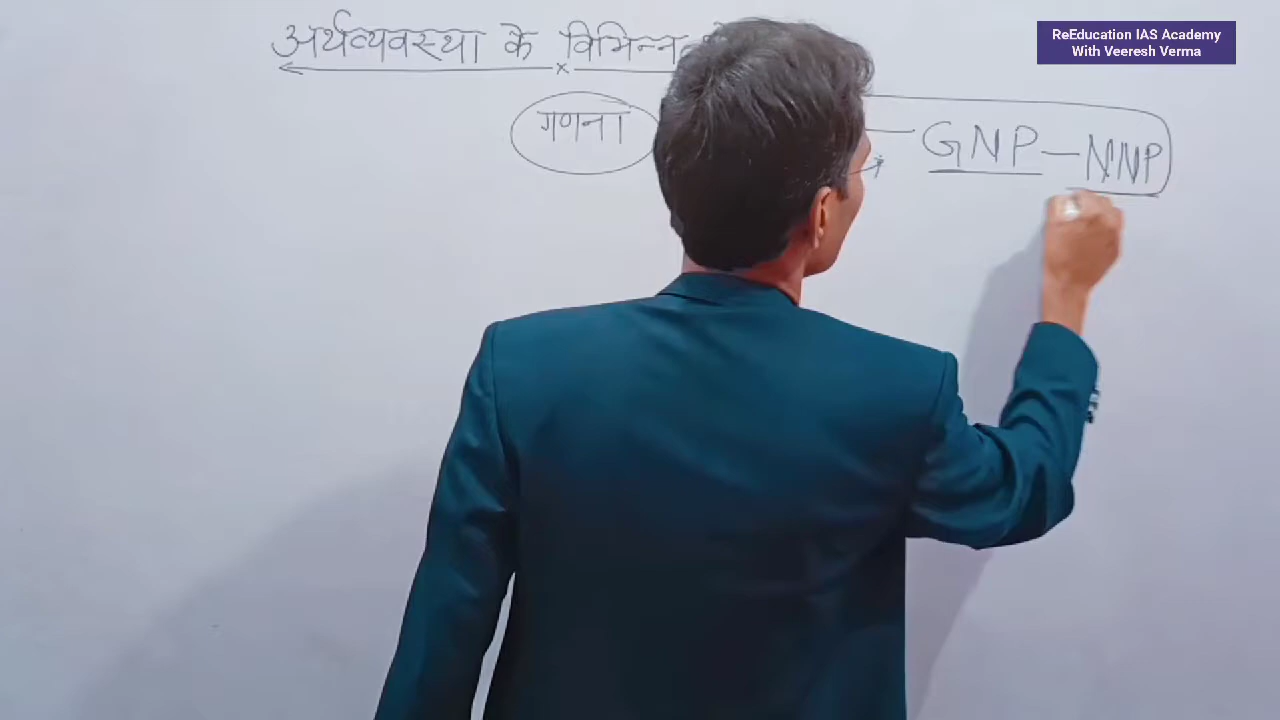 अर्थव्यवस्था के विभिन्न
ReEducation IAS Academy
With Veeresh Verma
गणना
GNP - NNP